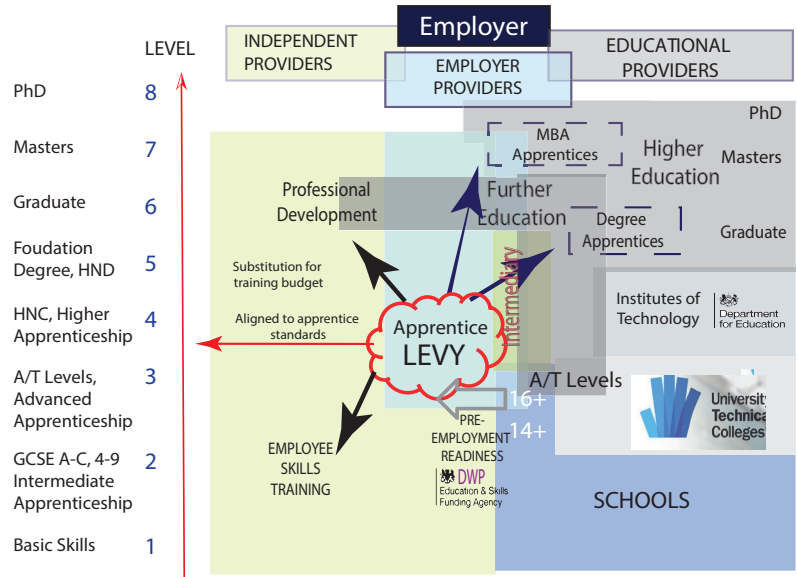 Employer
LEVEL
INDEPENDENT
PROVIDERS
EMPLOYER
PROVIDERS
EDUCATIONAL
PROVIDERS
PhD
8
PhD
Masters
7
MBA
Apprentices
Higher
Education
Masters
Graduate
6
Professional
Development
Further
Education
Degree
Apprentices
Graduate
Foudation
Degree, HND
5
Substitution for
training budget
intermediary
HNC, Higher
Apprenticeship
4
Aligned to apprentice
standards
Apprentice
LEVY
Institutes of
Technology
Department
for Education
A/T Levels,
Advanced
Apprenticeship
3
A/T Levels
16+
14+
University
Technical
Colleges
GCSE A-C, 4-9
Intermediate
Apprenticeship
2
EMPLOYEE
SKILLS
TRAINING
PRE-
EMPLOYMENT
READINESS
DWP
Education & Skills
Funding Agency
SCHOOLS
Basic Skills
1